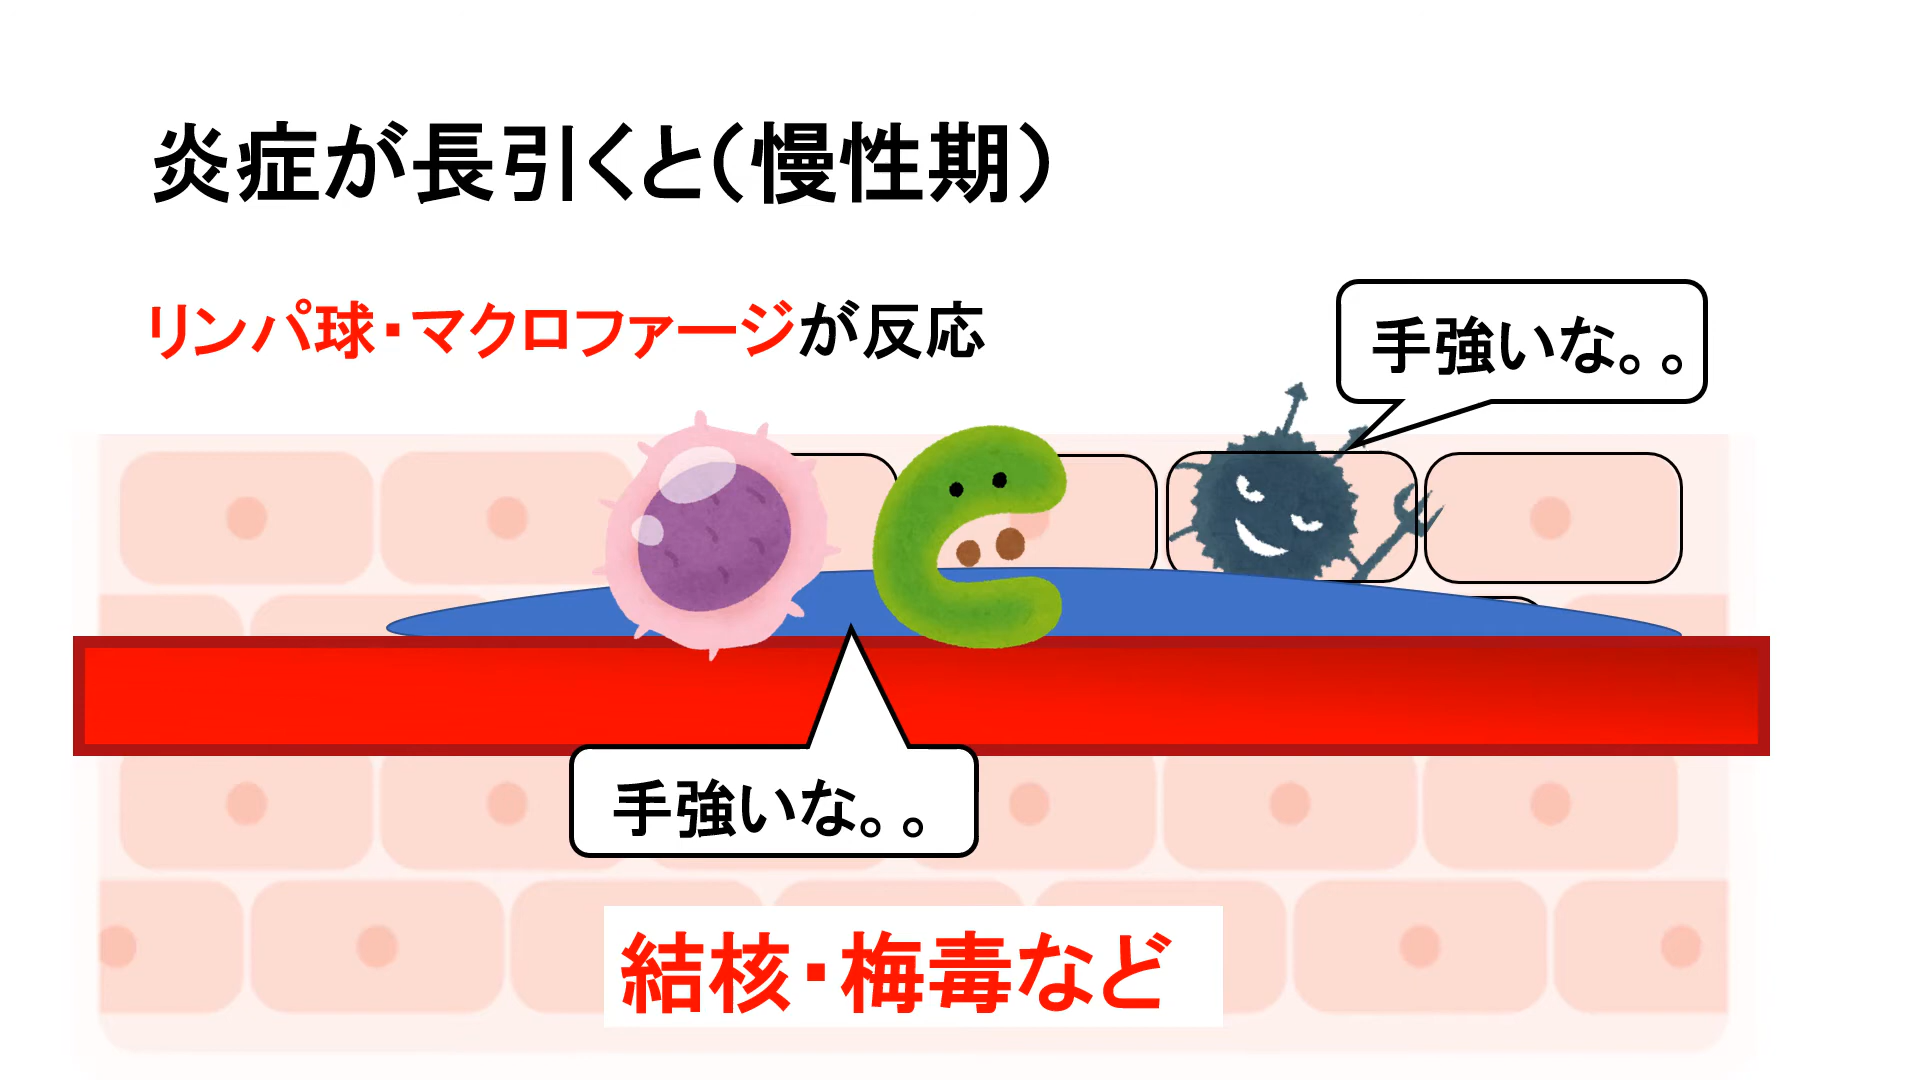 炎症が長引くと（慢性期）
リンパ球・マクロファージが反応
手強いな。。
手強いな。。
結核・梅毒など